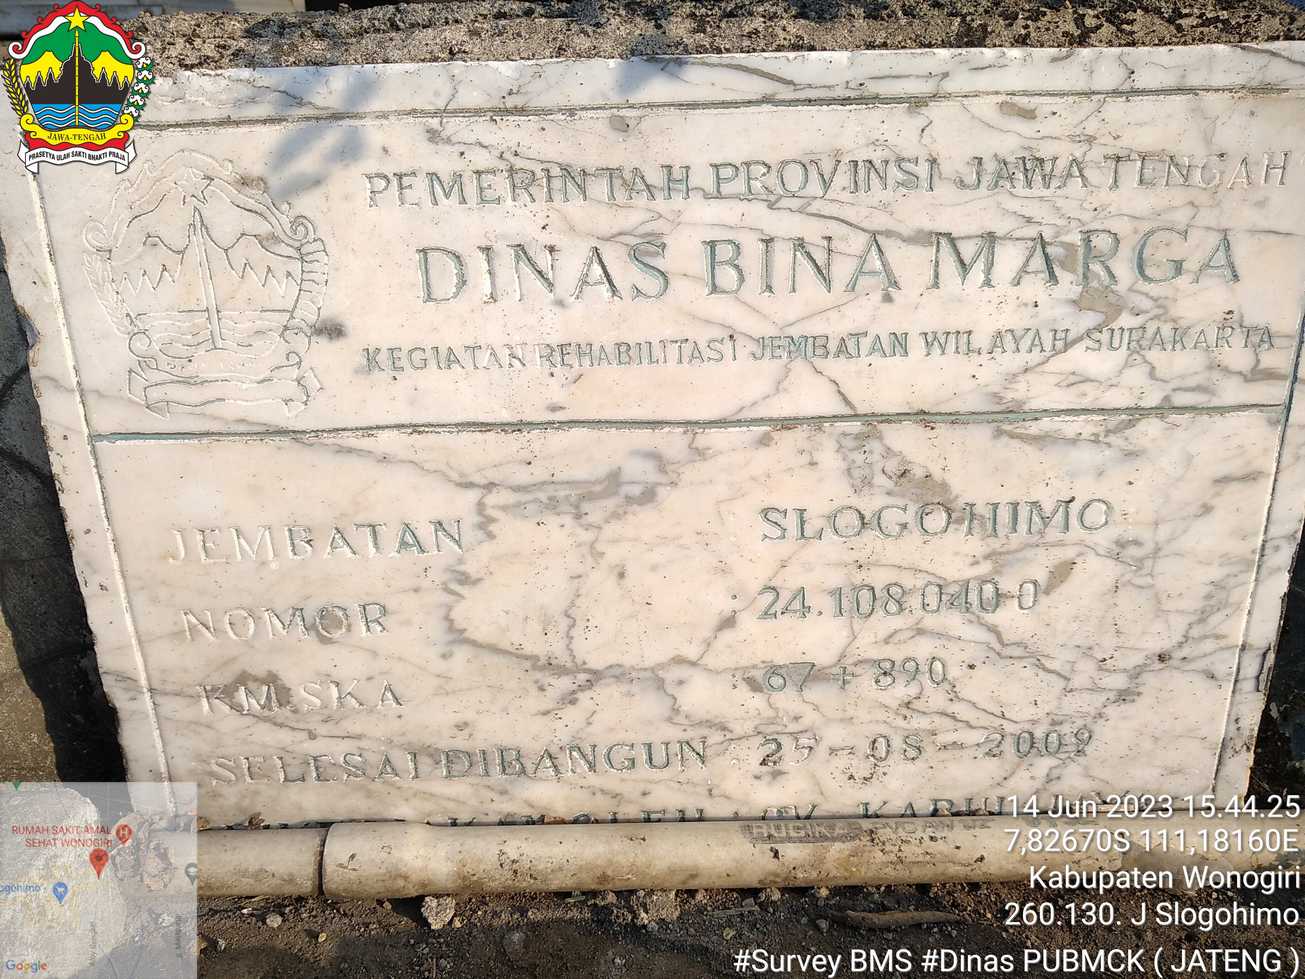 JAWA-TENGAH
PRASETYA ULAH SAKTI BHAKTI PRAJA
PEMERINTAH PROVINSI JAWA TENGAH
DINAS BINA MARGA
KEGIATAN REHABILITASI JEMBATAN WILAYAH SURAKARTA
JEMBATAN SLOGOHIMO
NOMOR : 24.108.040.0
KM.SKA : 67 + 890
SELESAI DIBANGUN : 25 - 08 - 2009
OLEH CV.
RUGIKA
RUMAH SAKIT AMAL
SEHAT WONOGIRI
Google
14 Jun 2023 15.44.25
7,82670S 111,18160E
Kabupaten Wonogiri
260.130. J Slogohimo
#Survey BMS #Dinas PUBMCK ( JATENG )